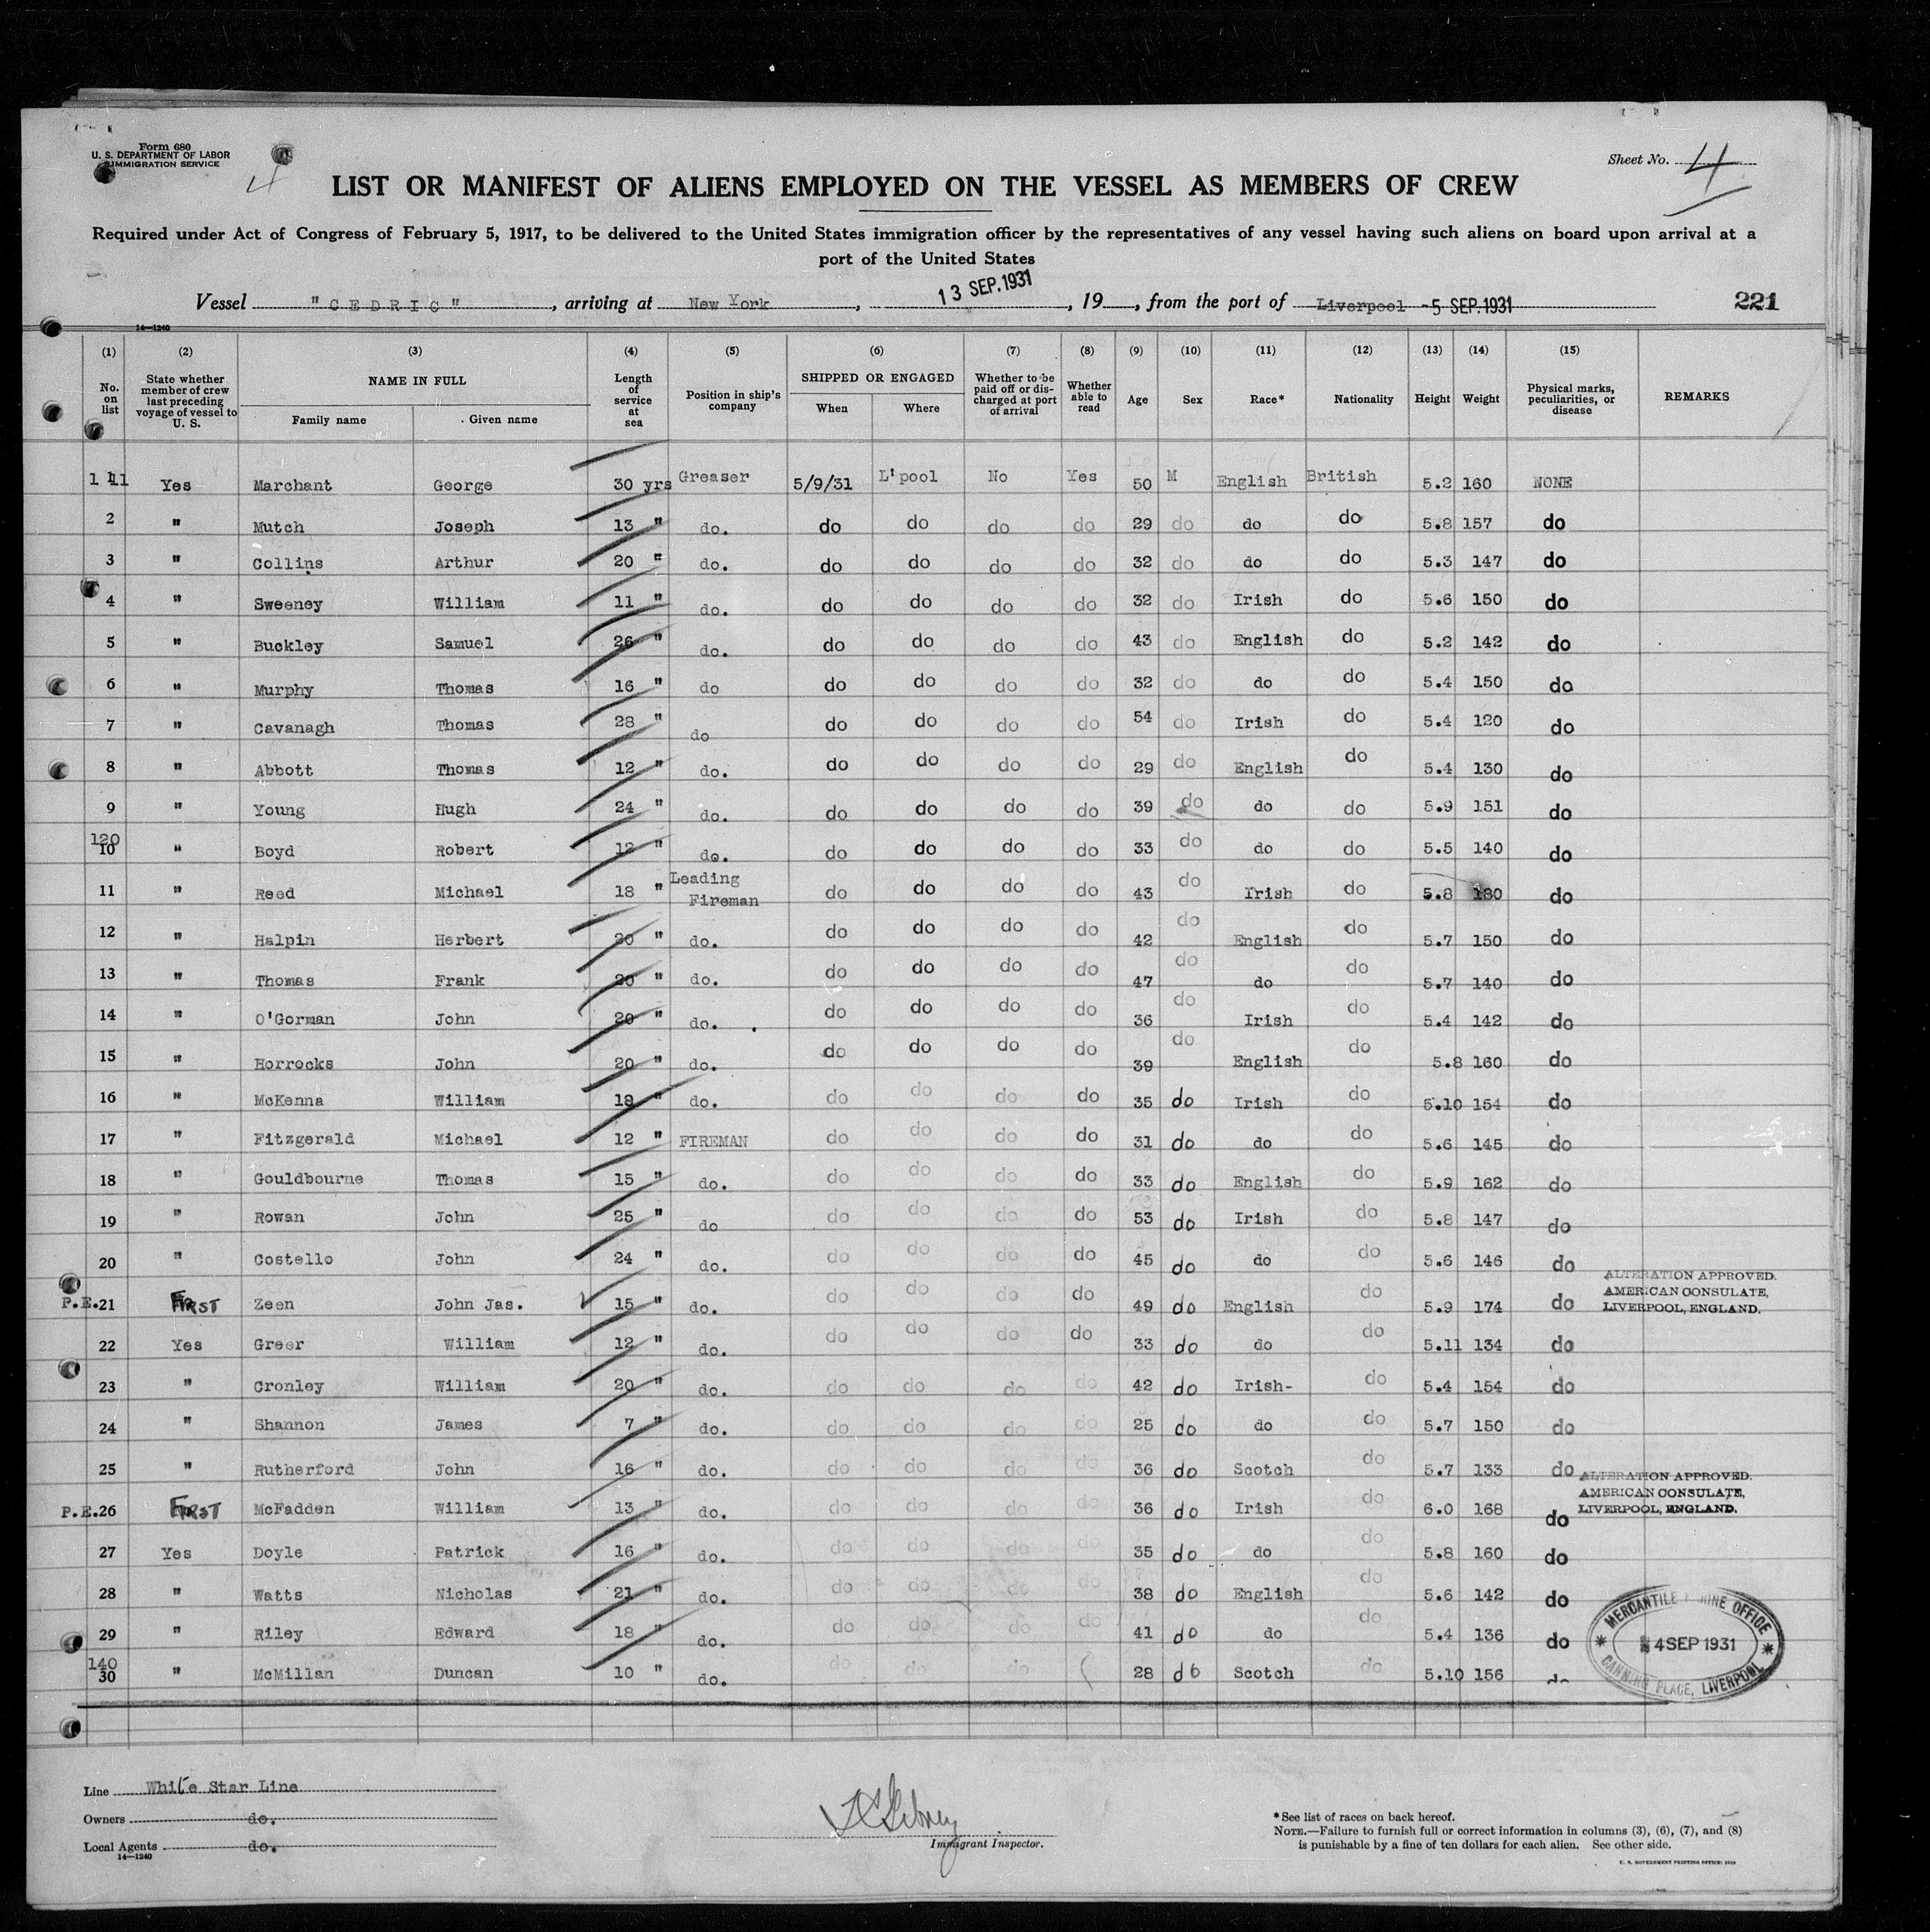 Form 680
U. S. DEPARTMENT OF LABOR
IMMIGRATION SERVICE
4
Sheet No. 4
LIST OR MANIFEST OF ALIENS EMPLOYED ON THE VESSEL AS MEMBERS OF CREW
Required under Act of Congress of February 5, 1917, to be delivered to the United States immigration officer by the representatives of any vessel having such aliens on board upon arrival at a
port of the United States
Vessel "CEDRIC", arriving at New York, 13 SEP. 1931, 19, from the port of Liverpool -5 SEP. 1931 221
14—1240
(1) (2) (3) (4) (5) (6) (7) (8) (9) (10) (11) (12) (13) (14) (15)
No. on list State whether member of crew last preceding voyage of vessel to U. S. NAME IN FULL Family name Given name Length of service at sea Position in ship's company SHIPPED OR ENGAGED When Where Whether to be paid off or discharged at port of arrival Whether able to read Age Sex Race* Nationality Height Weight Physical marks, peculiarities, or disease REMARKS
111 Yes Marchant George 30 yrs Greaser 5/9/31 L'pool No Yes 50 M English British 5.2 160 NONE
2 " Mutch Joseph 13 " do. do do do do 29 do do do 5.8 157 do
3 " Collins Arthur 20 " do. do do do do 32 do do do 5.3 147 do
4 " Sweeney William 11 " do. do do do do 32 do Irish do 5.6 150 do
5 " Buckley Samuel 26 " do. do do do do 43 do English do 5.2 142 do
6 " Murphy Thomas 16 " do do do do do 32 do do do 5.4 150 do
7 " Cavanagh Thomas 28 " do do do do do 54 do Irish do 5.4 120 do
8 " Abbott Thomas 12 " do. do do do do 29 do English do 5.4 130 do
9 " Young Hugh 24 " do. do do do do 39 do do do 5.9 151 do
120
10 " Boyd Robert 12 " do. do do do do 33 do do do 5.5 140 do
11 " Reed Michael 18 " Leading Fireman do do do do 43 do Irish do 5.8 180 do
12 " Halpin Herbert 20 " do. do do do do 42 do English do 5.7 150 do
13 " Thomas Frank 20 " do. do do do do 47 do do do 5.7 140 do
14 " O'Gorman John 20 " do. do do do do 36 do Irish do 5.4 142 do
15 " Horrocks John 20 " do. do do do do 39 do English do 5.8 160 do
16 " McKenna William 18 " do. do do do do 35 do Irish do 5.10 154 do
17 " Fitzgerald Michael 12 " FIREMAN do do do do 31 do do do 5.6 145 do
18 " Gouldbourne Thomas 15 " do. do do do do 33 do English do 5.9 162 do
19 " Rowan John 25 " do do do do do 53 do Irish do 5.8 147 do
20 " Costello John 24 " do. do do do do 45 do do do 5.6 146 do
P.E.21 FIRST Zeen John Jas. 15 " do. do do do do 49 do English do 5.9 174 do ALTERATION APPROVED. AMERICAN CONSULATE, LIVERPOOL, ENGLAND.
22 Yes Greer William 12 " do. do do do do 33 do do do 5.11 134 do
23 " Cronley William 20 " do. do do do do 42 do Irish- do 5.4 154 do
24 " Shannon James 7 " do. do do do do 25 do do do 5.7 150 do
25 " Rutherford John 16 " do. do do do do 36 do Scotch do 5.7 133 do
P.E.26 FIRST McFadden William 13 " do. do do do do 36 do Irish do 6.0 168 do ALTERATION APPROVED. AMERICAN CONSULATE, LIVERPOOL, ENGLAND.
27 Yes Doyle Patrick 16 " do. do do do do 35 do do do 5.8 160 do
28 " Watts Nicholas 21 " do. do do do do 38 do English do 5.6 142 do
29 " Riley Edward 18 " do. do do do do 41 do do do 5.4 136 do
140
30 " McMillan Duncan 10 " do. do do do 28 do Scotch do 5.10 156 do
MERCANTILE MARINE OFFICE
4 SEP 1931
CANNING PLACE, LIVERPOOL
Line White Star Line
Owners do.
Local Agents do.
14—1240
Immigrant Inspector.
*See list of races on back hereof.
NOTE.—Failure to furnish full or correct information in columns (3), (6), (7), and (8)
is punishable by a fine of ten dollars for each alien. See other side.
U. S. GOVERNMENT PRINTING OFFICE: